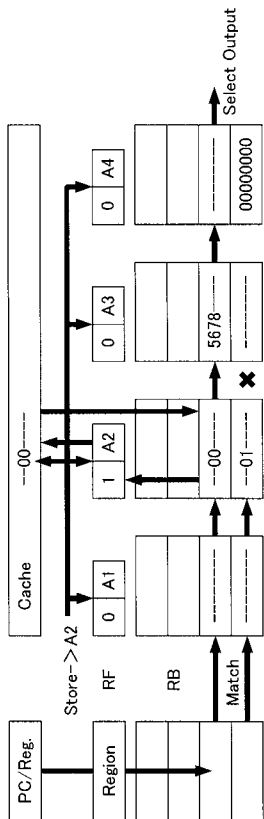 PC/Reg.
Cache
---00------
Store-> A2
Region
RF
0 A1
1 A2
0 A3
0 A4
RB
Match
-----------
-----------
---00------
---01------
5678----
-----------
-----------
00000000
Select Output